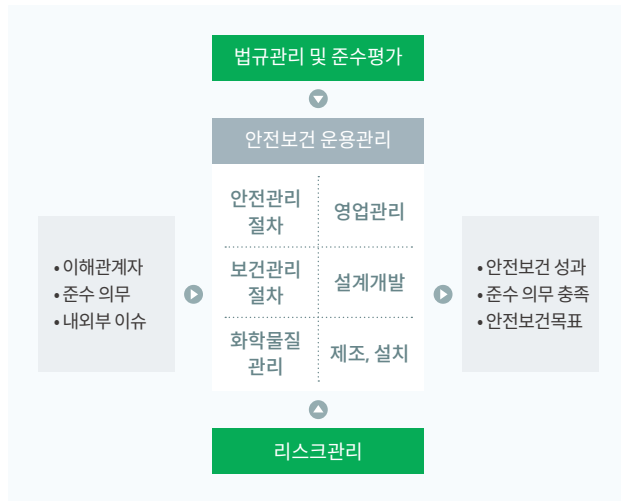 법규관리 및 준수평가
안전보건 운용관리
안전관리
절차
영업관리
보건관리
절차
설계개발
화학물질
관리
제조, 설치
• 이해관계자
• 준수 의무
• 내외부 이슈
• 안전보건 성과
• 준수 의무 충족
• 안전보건목표
리스크관리